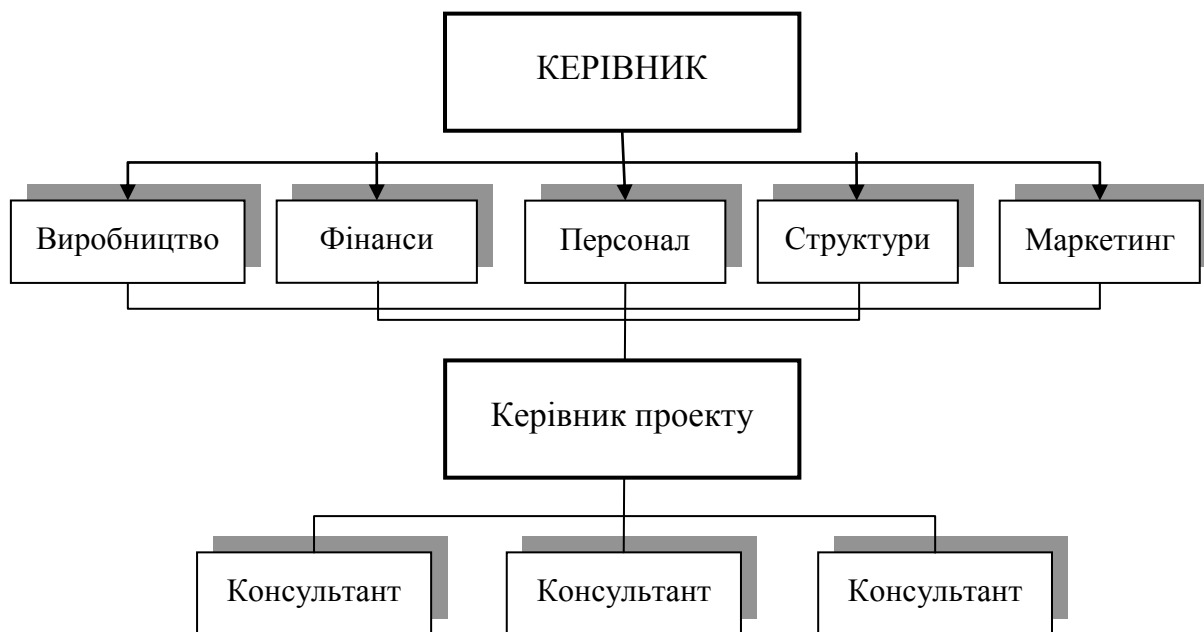 КЕРІВНИК
Виробництво
Фінанси
Персонал
Структури
Маркетинг
Керівник проекту
Консультант
Консультант
Консультант